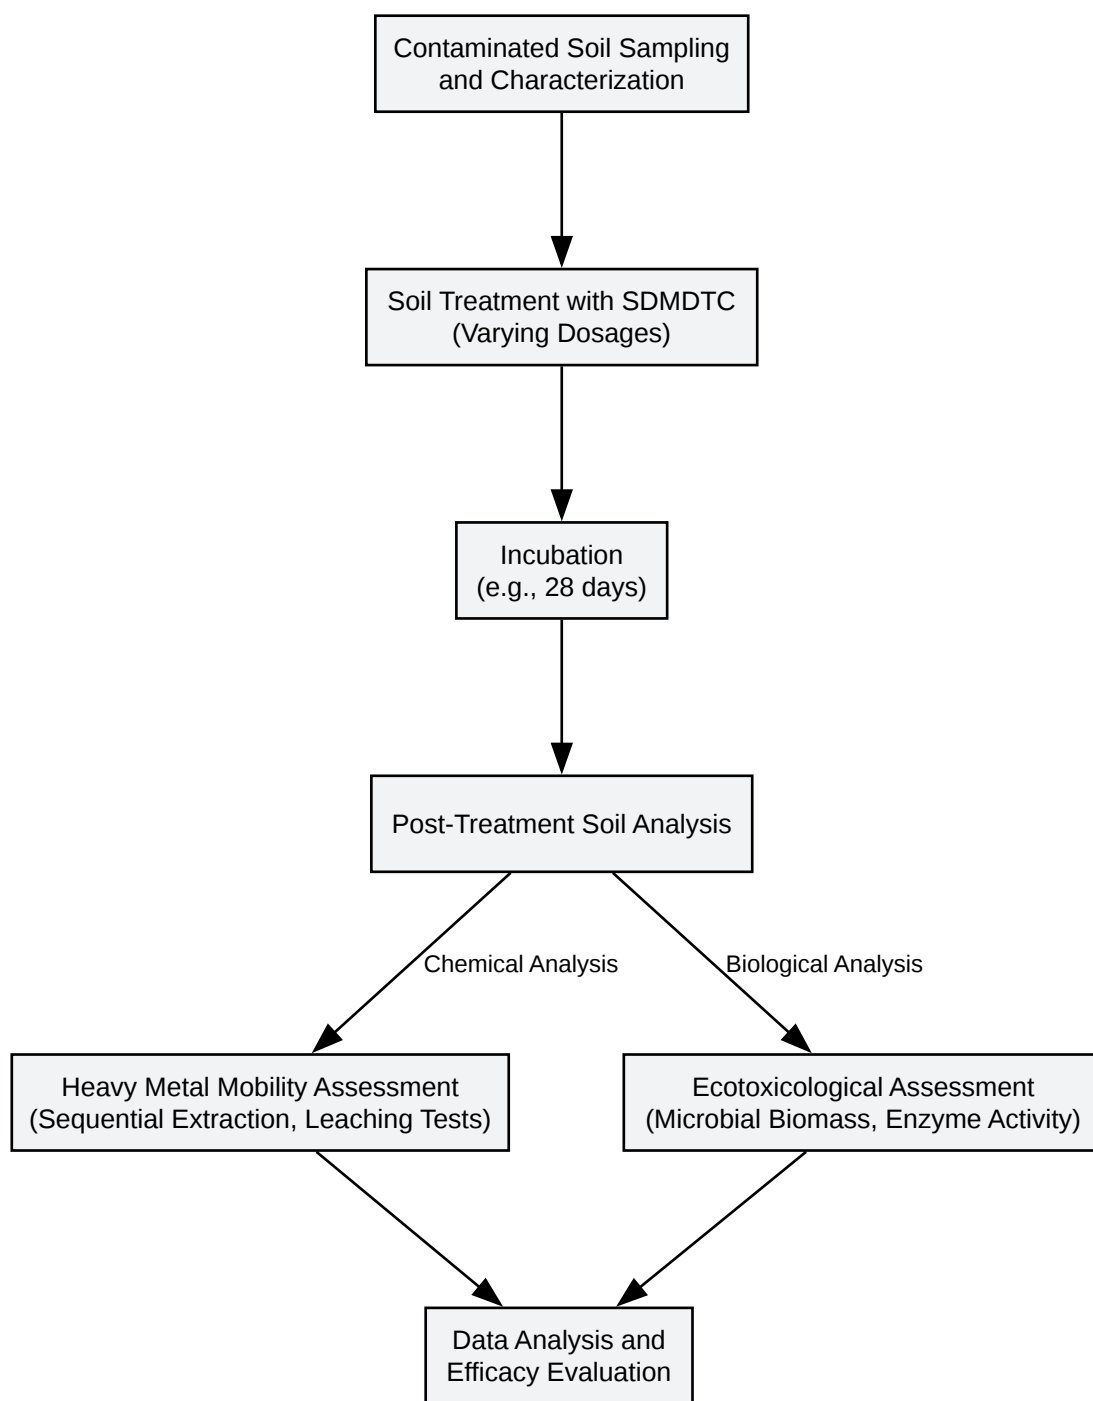 Contaminated Soil Sampling
and Characterization
Soil Treatment with SDMDTC
(Varying Dosages)
Incubation
(e.g., 28 days)
Post-Treatment Soil Analysis
Chemical Analysis
Biological Analysis
Heavy Metal Mobility Assessment
(Sequential Extraction, Leaching Tests)
Ecotoxicological Assessment
(Microbial Biomass, Enzyme Activity)
Data Analysis and
Efficacy Evaluation